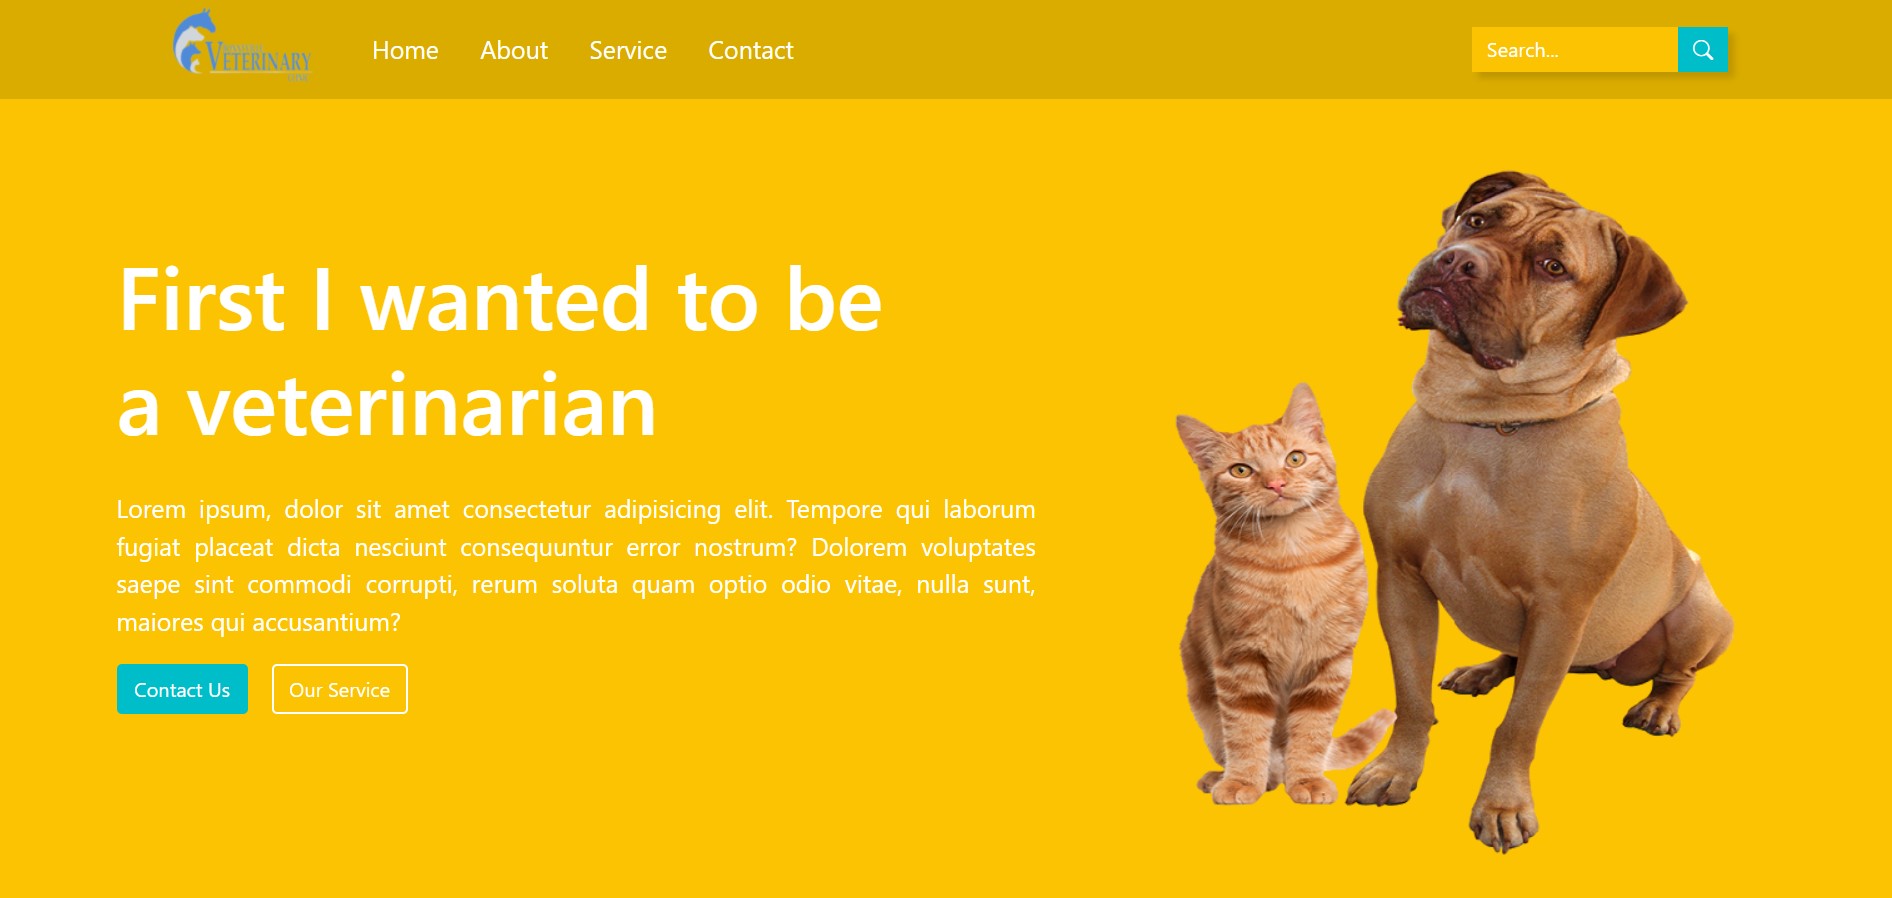 VETERINARY
Home About Service Contact
Search...
First I wanted to be
a veterinarian
Lorem ipsum, dolor sit amet consectetur adipisicing elit. Tempore qui laborum
fugiat placeat dicta nesciunt consequuntur error nostrum? Dolorem voluptates
saepe sint commodi corrupti, rerum soluta quam optio odio vitae, nulla sunt,
maiores qui accusantium?
Contact Us Our Service